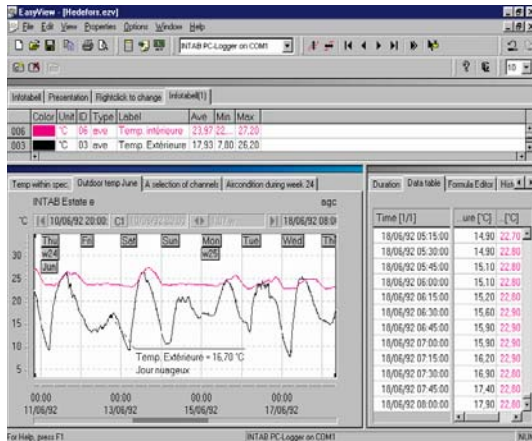 EasyView - [Hedefors.ezv]
File Edit View Properties Options Window Help
INTAB PC-Logger on COM1
10
Infotabell Presentation Rightclick to change Infotabell(1)
Color Unit ID Type Label Ave Min Max
006 °C 06 ave Temp. intérieure 23,97 22,... 27,20
003 °C 03 ave Temp. Extérieure 17,93 7,80 26,20
Temp within spec. Outdoor temp June A selection of channels Aircondition during week 24
INTAB Estate e agc
°C 10/06/92 20:00: C1 18/06/92 08:0
Thu Fri Sat Sun Mon Tue Wed Th
w24 w25
Jun
30
25
20
15
10
5
Temp. Extérieure = 16,70 °C
Jour nuageux
00:00 00:00 00:00 00:00
11/06/92 13/06/92 15/06/92 17/06/92
Duration Data table Formula Editor Hist
Time [1/1] ...ure [°C] ...[°C]
18/06/92 05:15:00 14,90 22,70
18/06/92 05:30:00 14,90 22,80
18/06/92 05:45:00 15,10 22,80
18/06/92 06:00:00 15,10 22,80
18/06/92 06:15:00 15,20 22,80
18/06/92 06:30:00 15,60 22,90
18/06/92 06:45:00 15,90 22,90
18/06/92 07:00:00 15,90 22,90
18/06/92 07:15:00 16,20 22,90
18/06/92 07:30:00 16,90 22,80
18/06/92 07:45:00 17,40 22,80
18/06/92 08:00:00 17,90 22,80
For Help, press F1 INTAB PC-Logger on COM1 NU